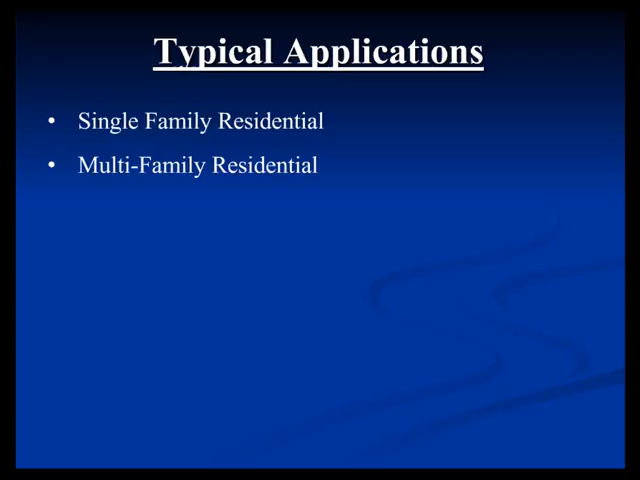 Typical Applications
• Single Family Residential
• Multi-Family Residential